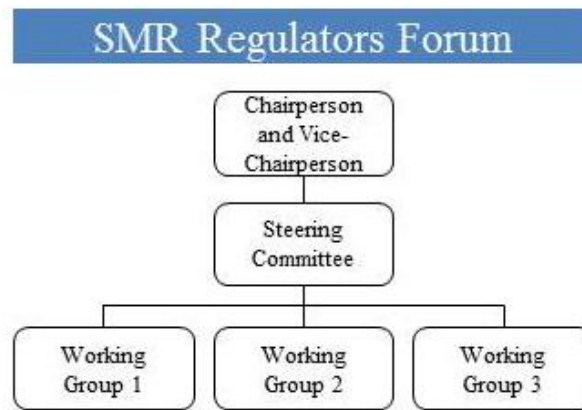 SMR Regulators Forum
Chairperson
and Vice-
Chairperson
Steering
Committee
Working
Group 1
Working
Group 2
Working
Group 3